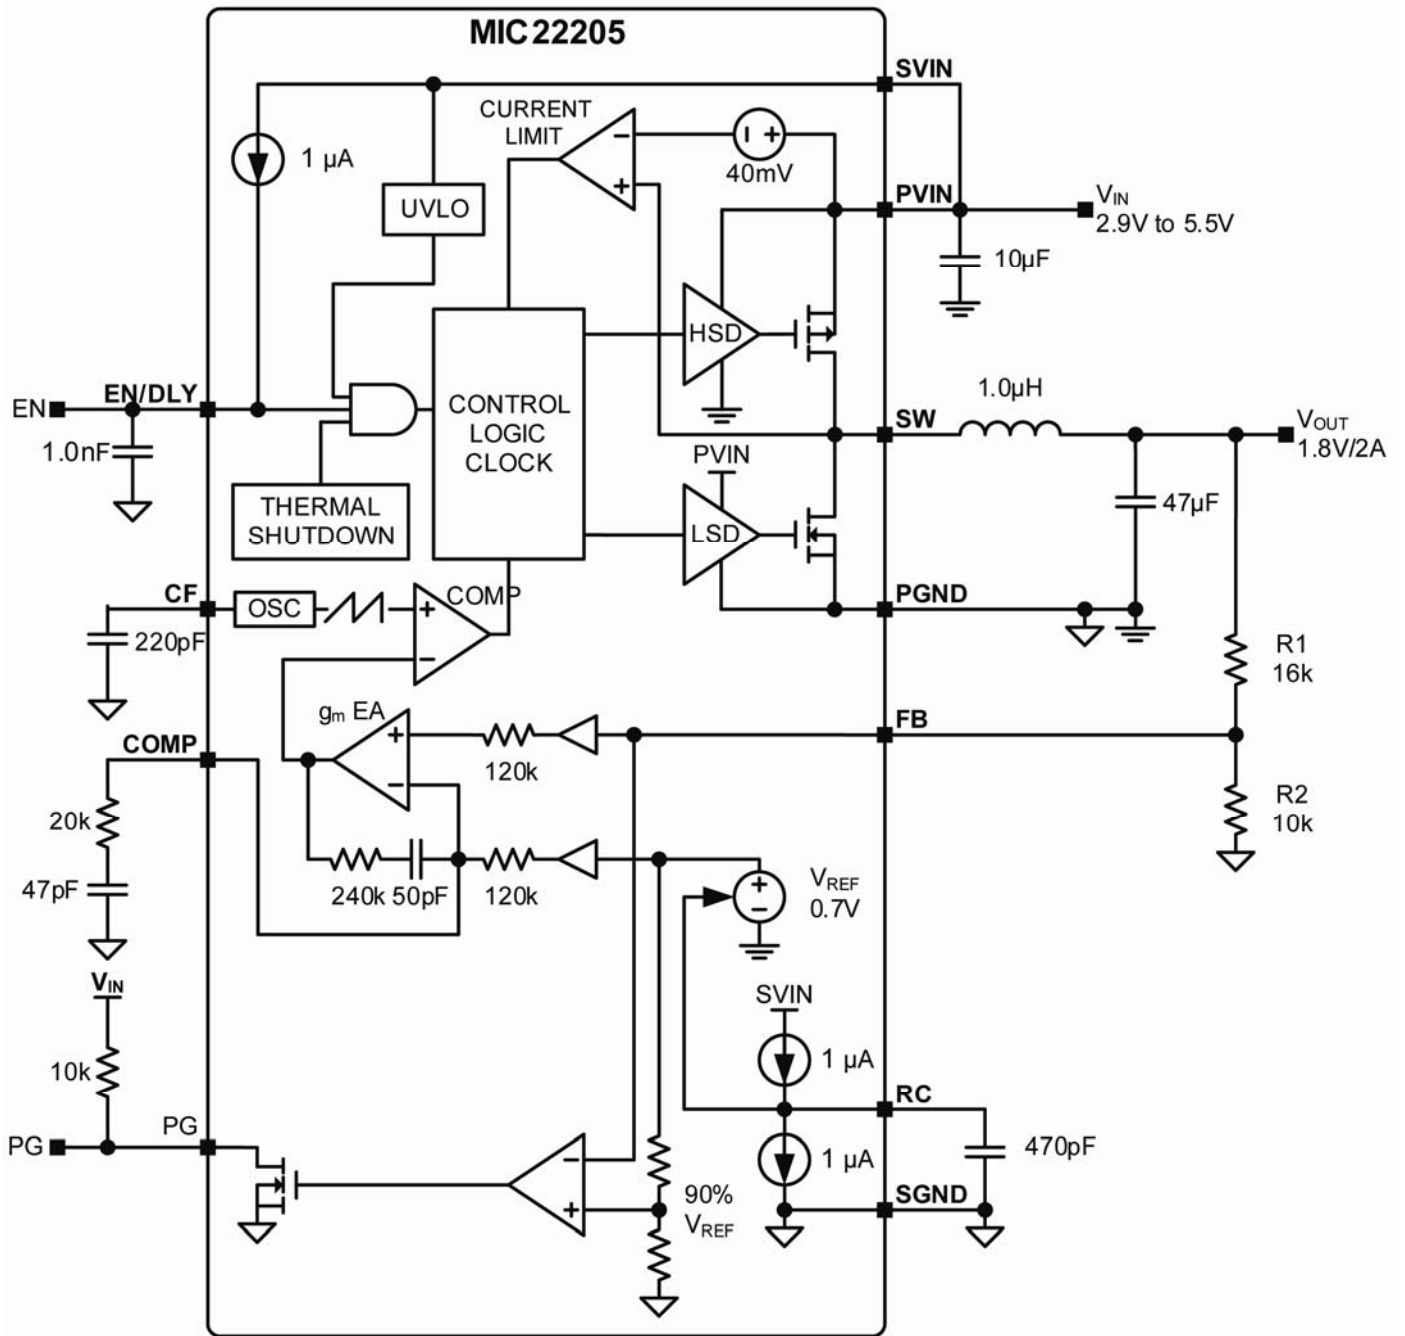 MIC22205
SVIN
CURRENT
LIMIT
− +
40mV
1 µA
UVLO
−
+
PVIN
VIN
2.9V to 5.5V
10µF
HSD
EN
EN/DLY
1.0nF
CONTROL
LOGIC
CLOCK
SW
1.0µH
VOUT
1.8V/2A
PVIN
47µF
THERMAL
SHUTDOWN
LSD
CF
OSC
+
COMP
−
220pF
PGND
R1
16k
gm EA
+
−
120k
FB
COMP
20k
47pF
240k
50pF
120k
R2
10k
+
−
VREF
0.7V
VIN
10k
SVIN
1 µA
RC
PG
PG
470pF
1 µA
SGND
−
+
90%
VREF